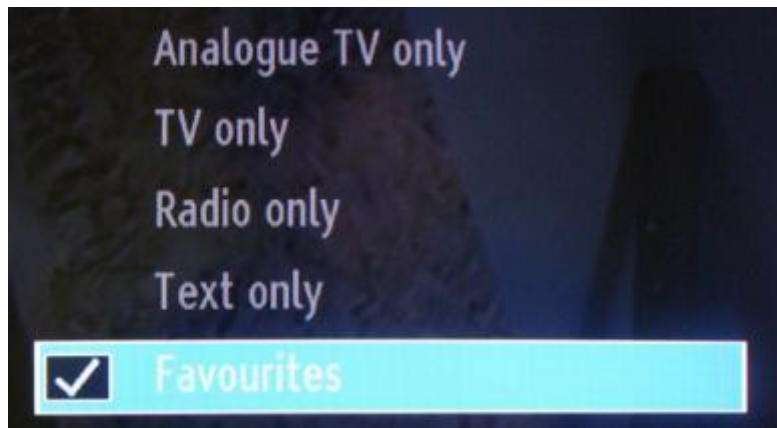 Analogue TV only
TV only
Radio only
Text only
Favourites